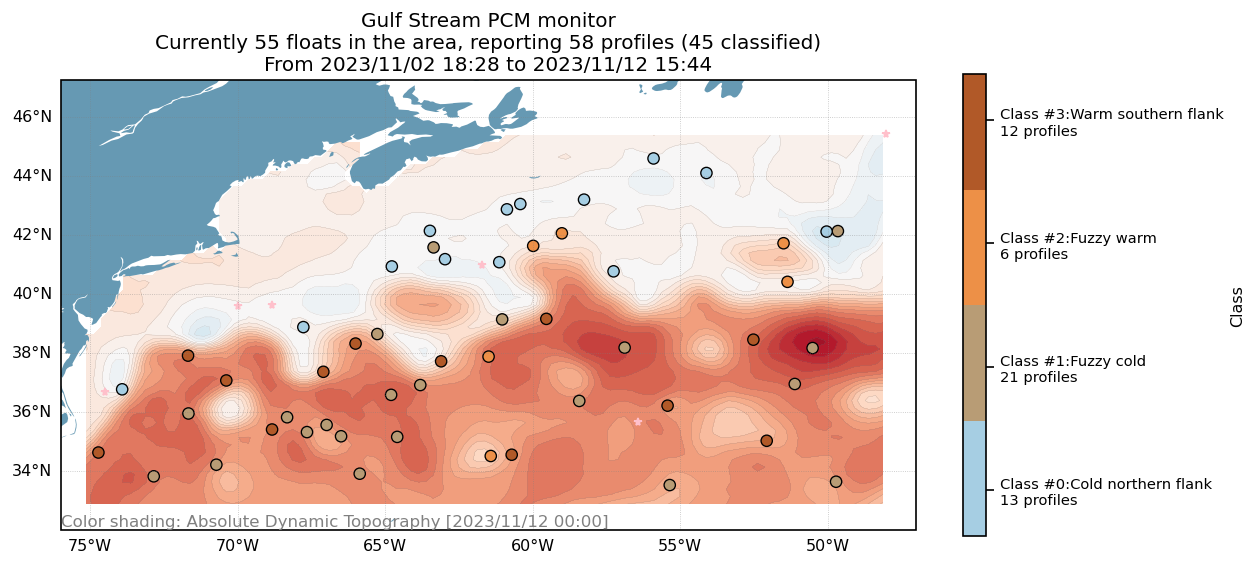 Gulf Stream PCM monitor
Currently 55 floats in the area, reporting 58 profiles (45 classified)
From 2023/11/02 18:28 to 2023/11/12 15:44
46°N
44°N
42°N
40°N
38°N
36°N
34°N
Color shading: Absolute Dynamic Topography [2023/11/12 00:00]
75°W
70°W
65°W
60°W
55°W
50°W
Class #3:Warm southern flank
12 profiles
Class #2:Fuzzy warm
6 profiles
Class #1:Fuzzy cold
21 profiles
Class #0:Cold northern flank
13 profiles
Class